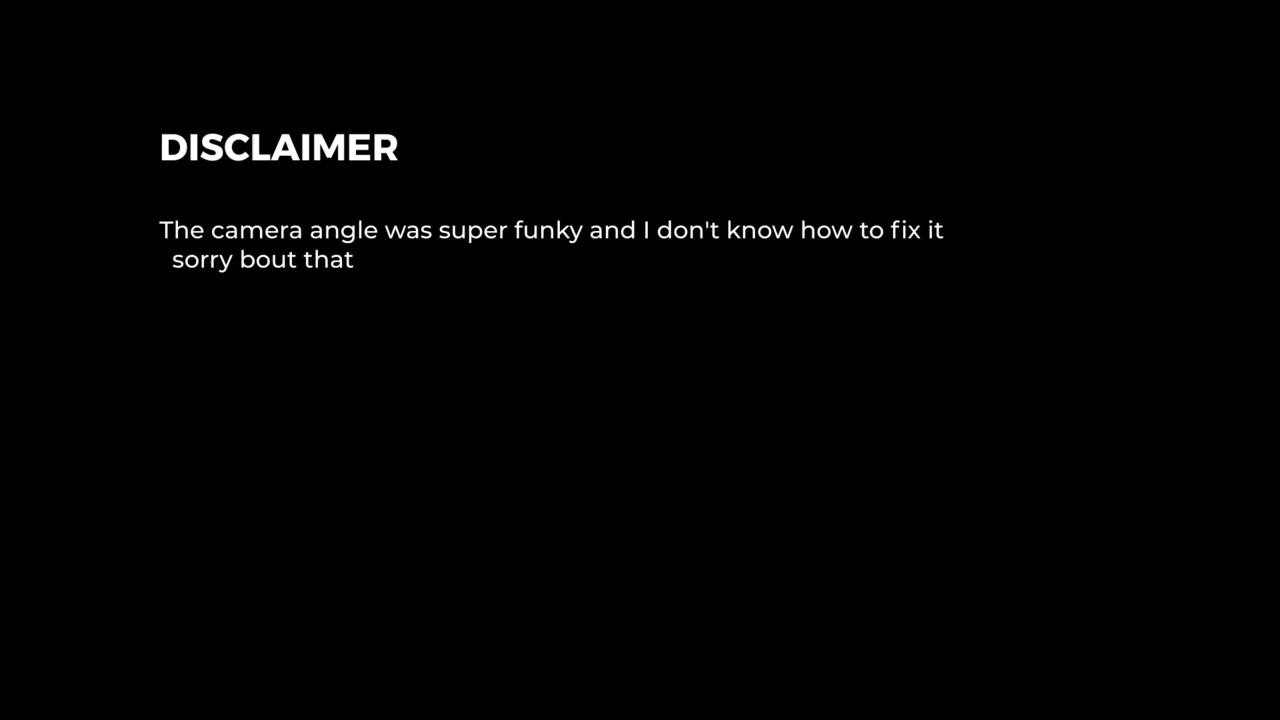 DISCLAIMER
The camera angle was super funky and I don't know how to fix it
sorry bout that